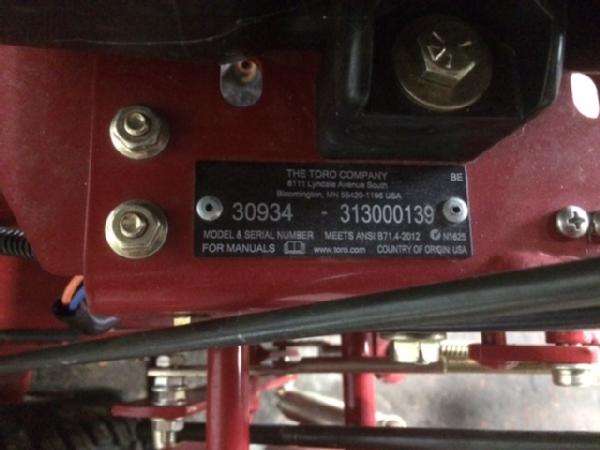 THE TORO COMPANY
8111 Lyndale Avenue South
Bloomington, MN 55420-1196 USA
BE
30934 - 313000139
MODEL & SERIAL NUMBER MEETS ANSI B71.4-2012 N1625
FOR MANUALS www.toro.com COUNTRY OF ORIGIN: USA